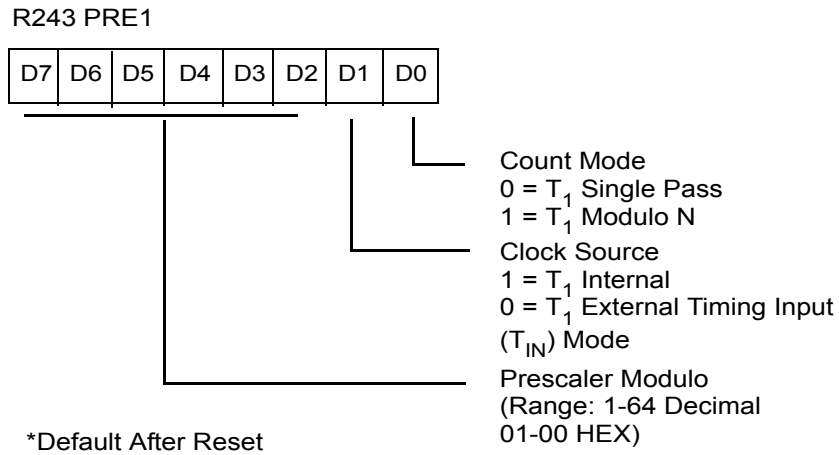 R243 PRE1
D7 D6 D5 D4 D3 D2 D1 D0
Count Mode
0 = T1 Single Pass
1 = T1 Modulo N
Clock Source
1 = T1 Internal
0 = T1 External Timing Input
(TIN) Mode
Prescaler Modulo
(Range: 1-64 Decimal
01-00 HEX)
*Default After Reset